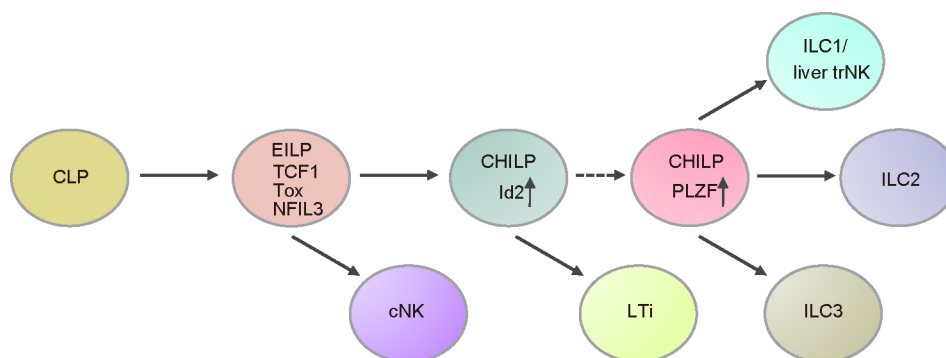 CLP
EILP
TCF1
Tox
NFIL3
cNK
CHILP
Id2
LTi
CHILP
PLZF
ILC1/
liver trNK
ILC2
ILC3